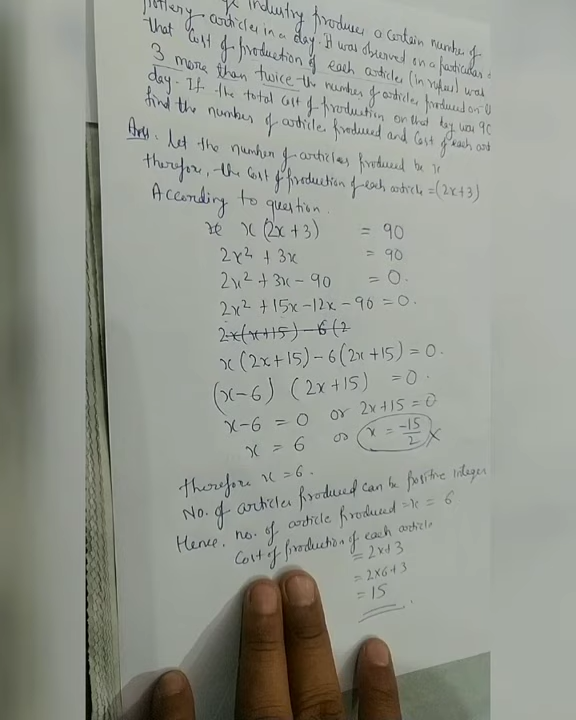 Industry produces a certain number of
pottery articles in a day. It was observed on a particular
that cost of production of each articles (in rupees) was
3 more than twice the number of articles produced on
day. If the total cost of production on that day was 90
find the number of article produced and cost of each art
Ans. Let the number of articles produced be x
therefore, the cost of production of each article = (2x+3)
According to question.
x (2x+3) = 90
2x² + 3x = 90
2x² + 3x - 90 = 0.
2x² + 15x - 12x - 90 = 0.
2x(x+15) - 6(2
x(2x+15) - 6(2x+15) = 0.
(x-6) (2x+15) = 0.
x-6 = 0 or 2x+15 = 0
x = 6 or x = -15/2 ×
therefore x = 6.
No. of articles produced can be positive integer
Hence, no. of article produced = x = 6
Cost of production of each article
= 2x+3
= 2×6+3
= 15